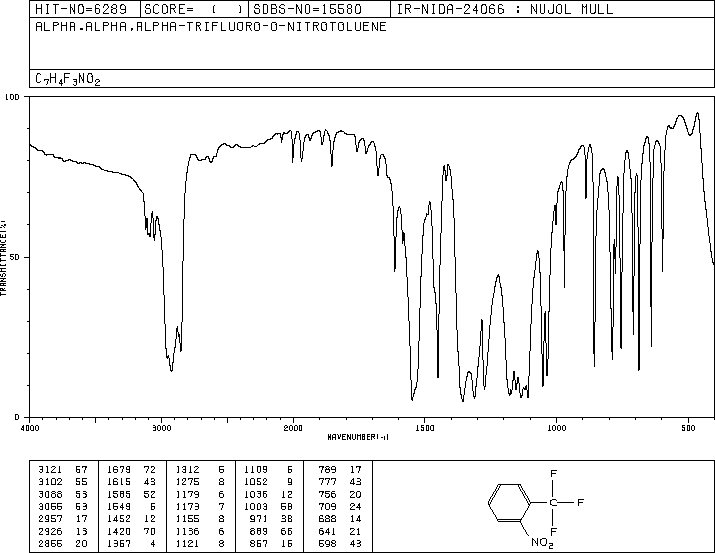 HIT-NO=6289 SCORE= ( ) SDBS-NO=15580 IR-NIDA-24066 : NUJOL MULL
ALPHA,ALPHA,ALPHA-TRIFLUORO-O-NITROTOLUENE
C7H4F3NO2
100
50
0
TRANSMITTANCE(%)
4000 3000 2000 1500 1000 500
WAVENUMBER(-1)
3121 57 1679 72 1312 6 1109 6 789 17
3102 55 1615 43 1275 8 1052 9 777 43
3088 53 1585 52 1179 6 1036 12 756 20
3065 53 1549 5 1173 7 1003 58 709 24
2957 17 1452 12 1155 8 971 38 688 14
2926 13 1420 70 1136 6 889 66 641 21
2855 20 1357 4 1121 8 857 15 598 43
F
C F
F
NO2